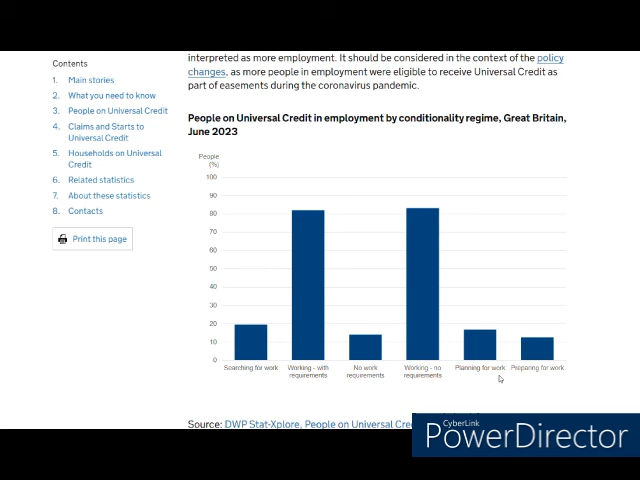 Contents
1. Main stories
2. What you need to know
3. People on Universal Credit
4. Claims and Starts to
Universal Credit
5. Households on Universal
Credit
6. Related statistics
7. About these statistics
8. Contacts
Print this page
interpreted as more employment. It should be considered in the context of the policy
changes, as more people in employment were eligible to receive Universal Credit as
part of easements during the coronavirus pandemic.
People on Universal Credit in employment by conditionality regime, Great Britain,
June 2023
People
(%)
100
90
80
70
60
50
40
30
20
10
0
Searching for work
Working - with
requirements
No work
requirements
Working - no
requirements
Planning for work
Preparing for work
Source: DWP Stat-Xplore, People on Universal Cre
CyberLink
PowerDirector